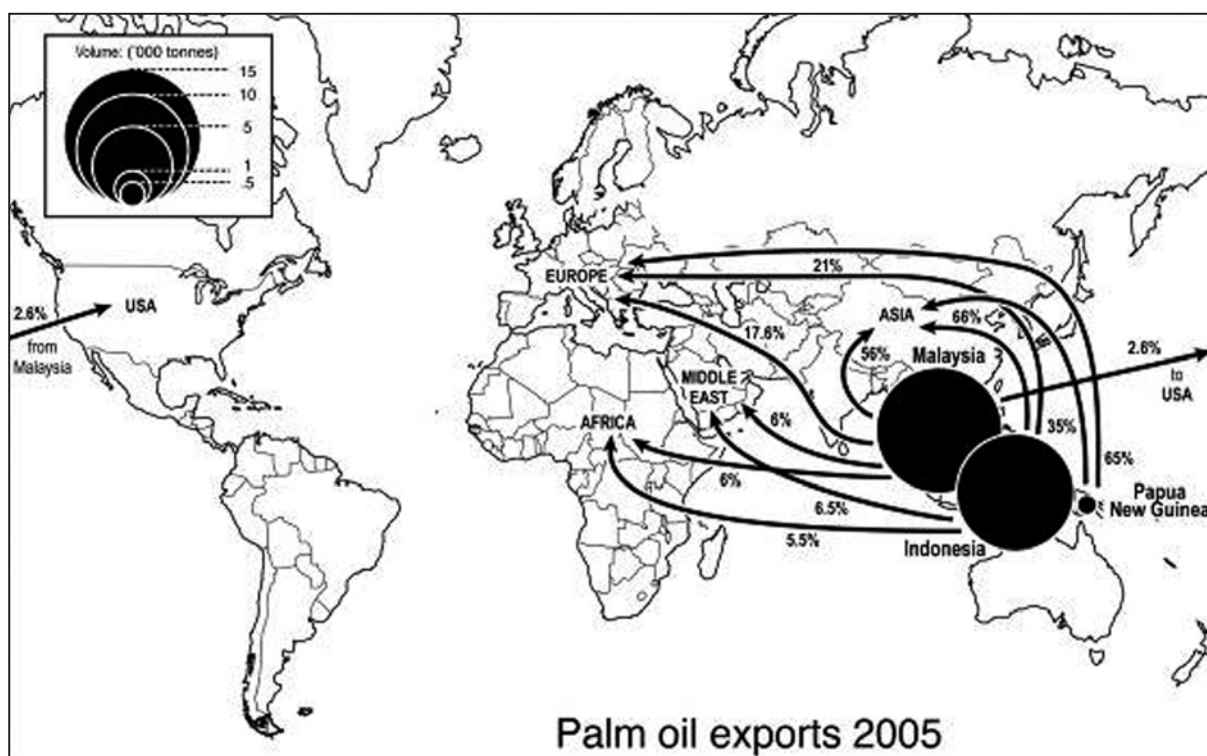 Volume: ('000 tonnes)
15
10
5
1
.5
2.6%
from
Malaysia
USA
EUROPE
21%
17.6%
ASIA
66%
56%
Malaysia
2.6%
to
USA
MIDDLE
EAST
AFRICA
6%
6%
35%
65%
6.5%
5.5%
Papua
New Guinea
Indonesia
Palm oil exports 2005